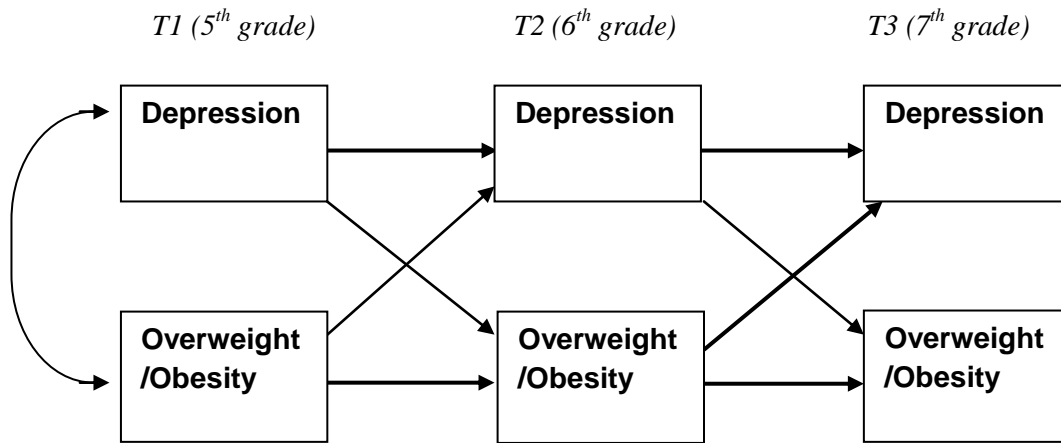 T1 (5th grade) T2 (6th grade) T3 (7th grade)
Depression Depression Depression
Overweight Overweight Overweight
/Obesity /Obesity /Obesity